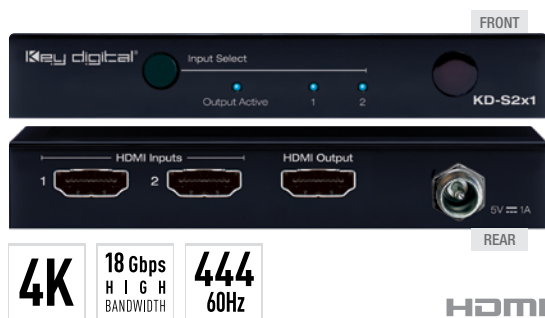 FRONT
Key digital®
Input Select
Output Active 1 2
KD-S2x1
HDMI Inputs
HDMI Output
1 2
5V ⎓ 1A
REAR
4K
18 Gbps
HIGH
BANDWIDTH
444
60Hz
HDMI